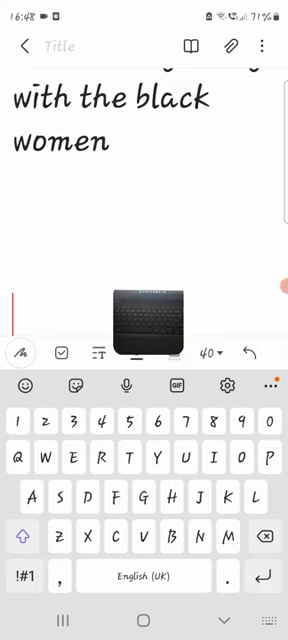 16:48 71%
Title
with the black
women
40
GIF
1 2 3 4 5 6 7 8 9 0
Q W E R T Y U I O P
A S D F G H J K L
Z X C V B N M
!#1 , English (UK) .